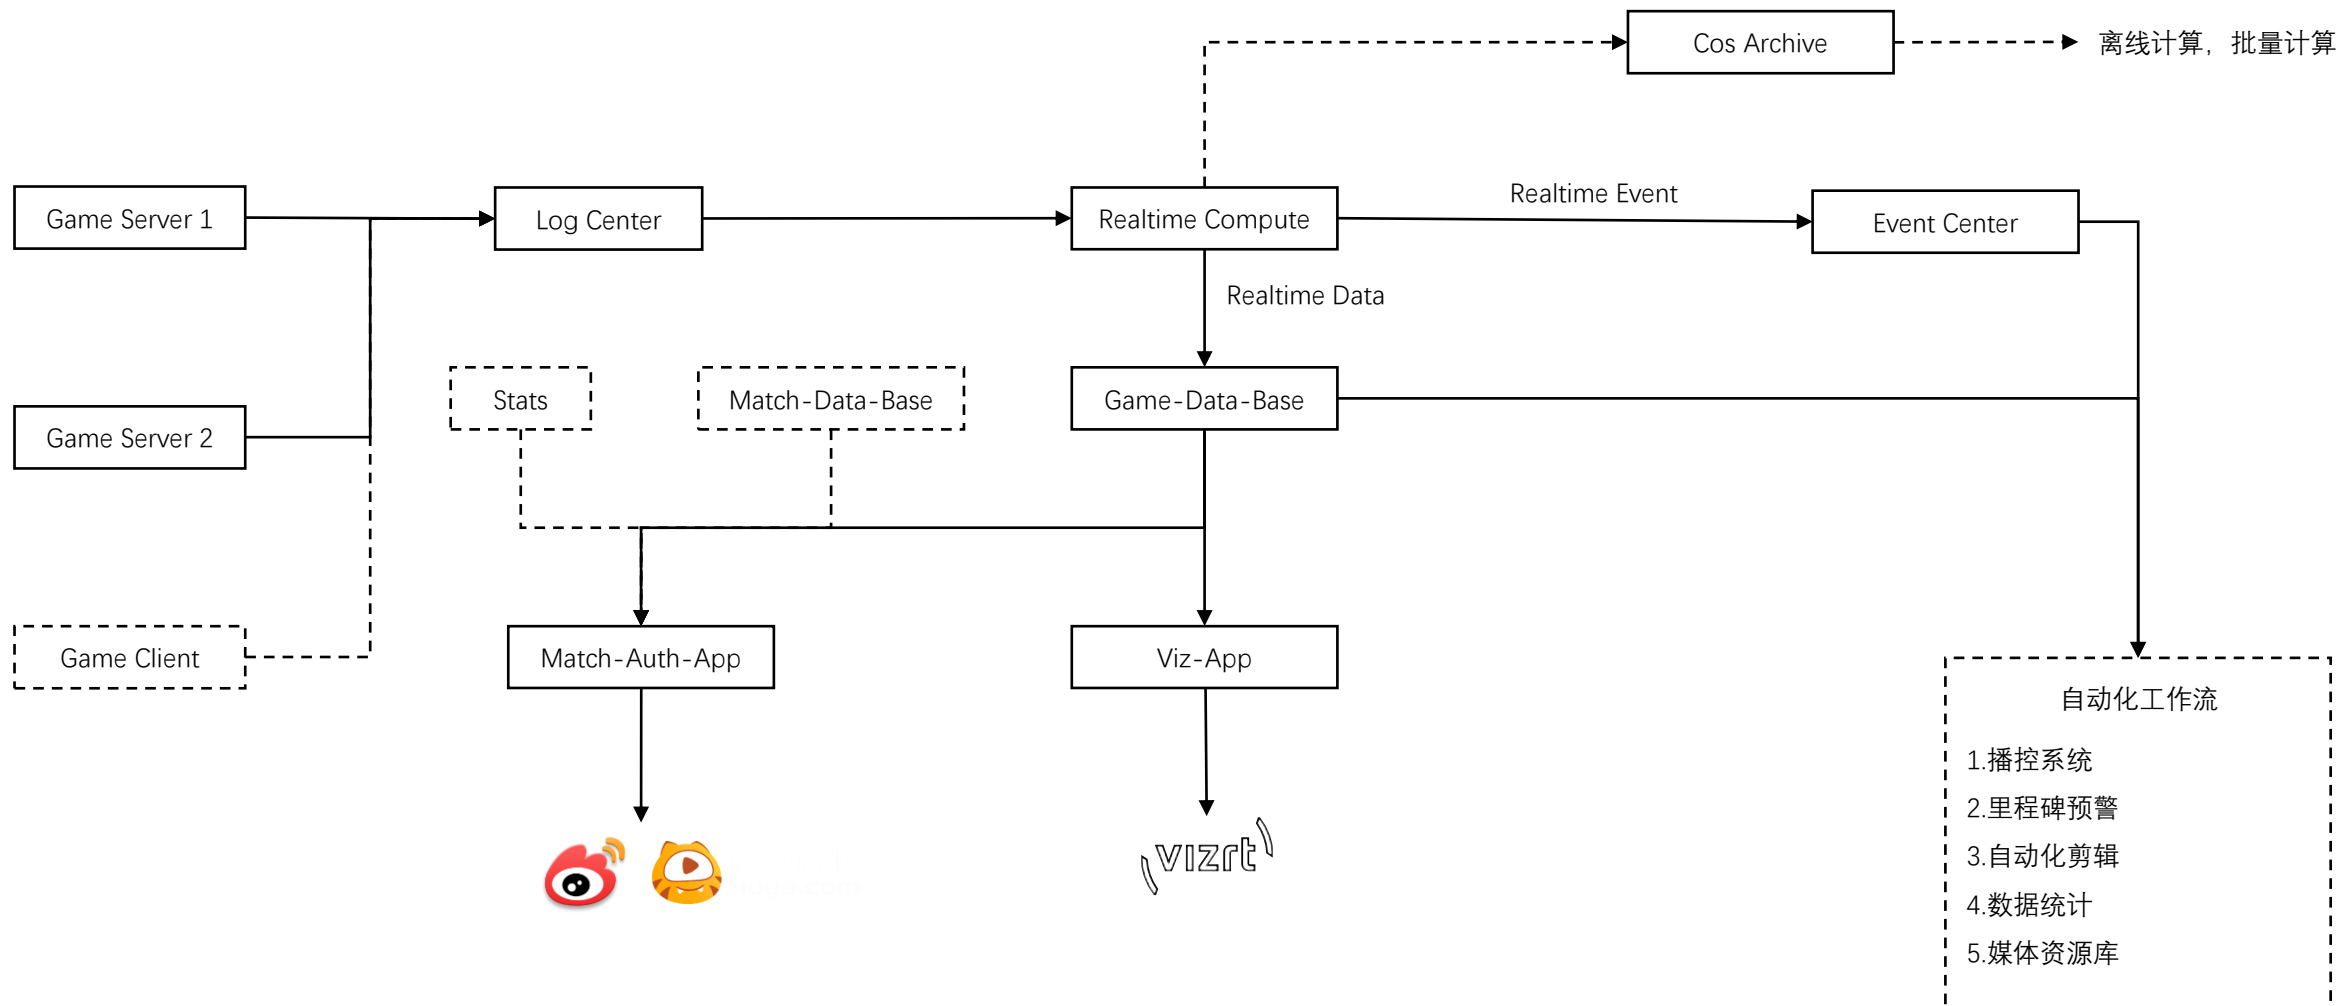 Cos Archive
离线计算，批量计算
Game Server 1
Log Center
Realtime Compute
Realtime Event
Event Center
Realtime Data
Stats
Match-Data-Base
Game-Data-Base
Game Server 2
Game Client
Match-Auth-App
Viz-App
自动化工作流
1.播控系统
2.里程碑预警
3.自动化剪辑
4.数据统计
5.媒体资源库
vizrt